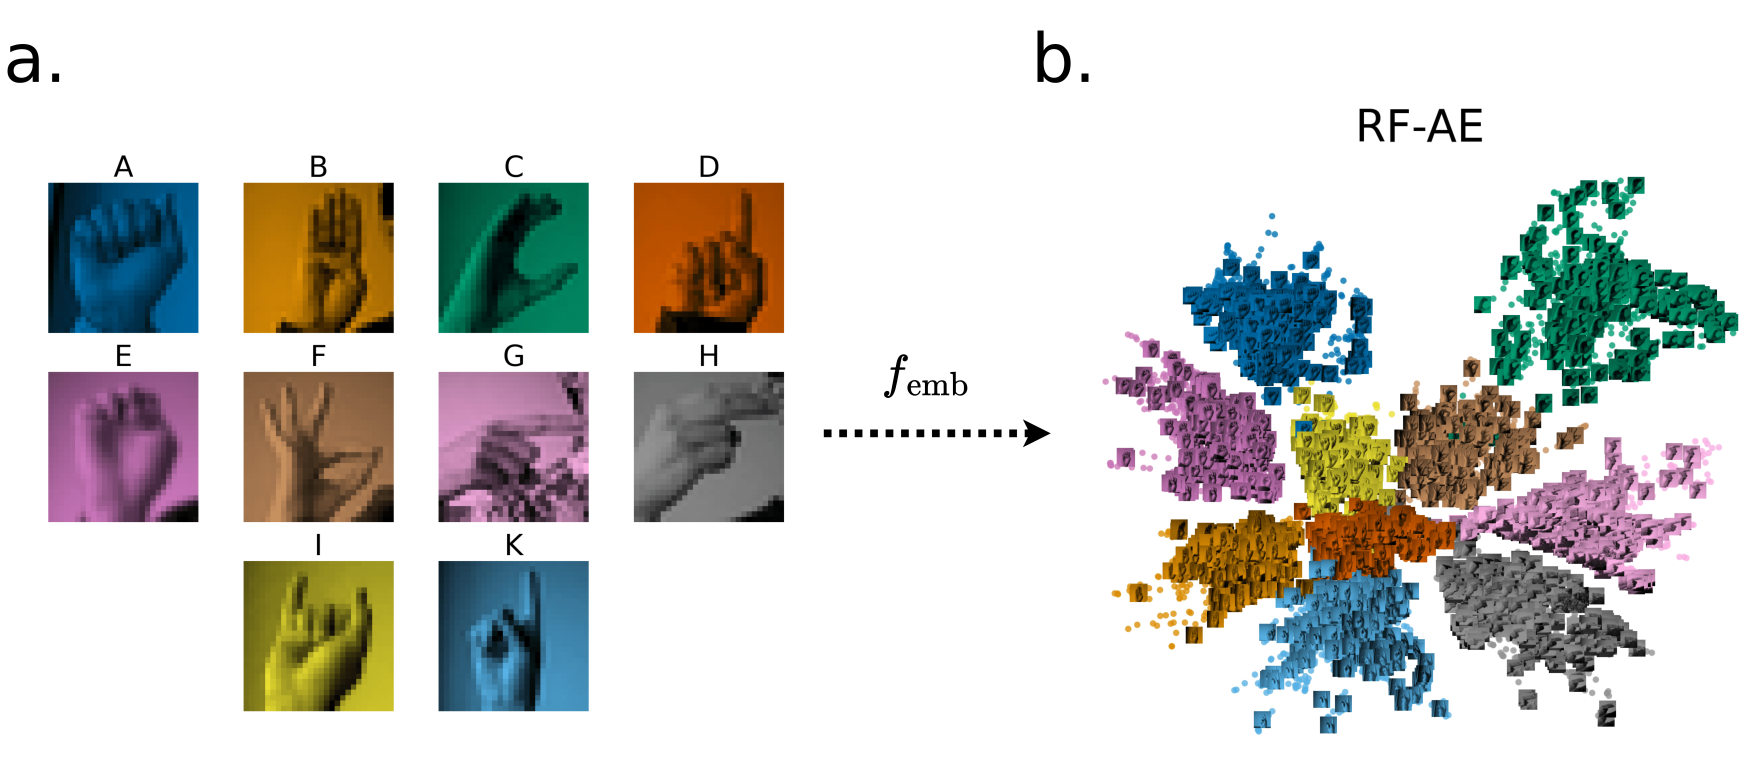 a.
b.
RF-AE
A B C D
E F G H
I K
f_emb